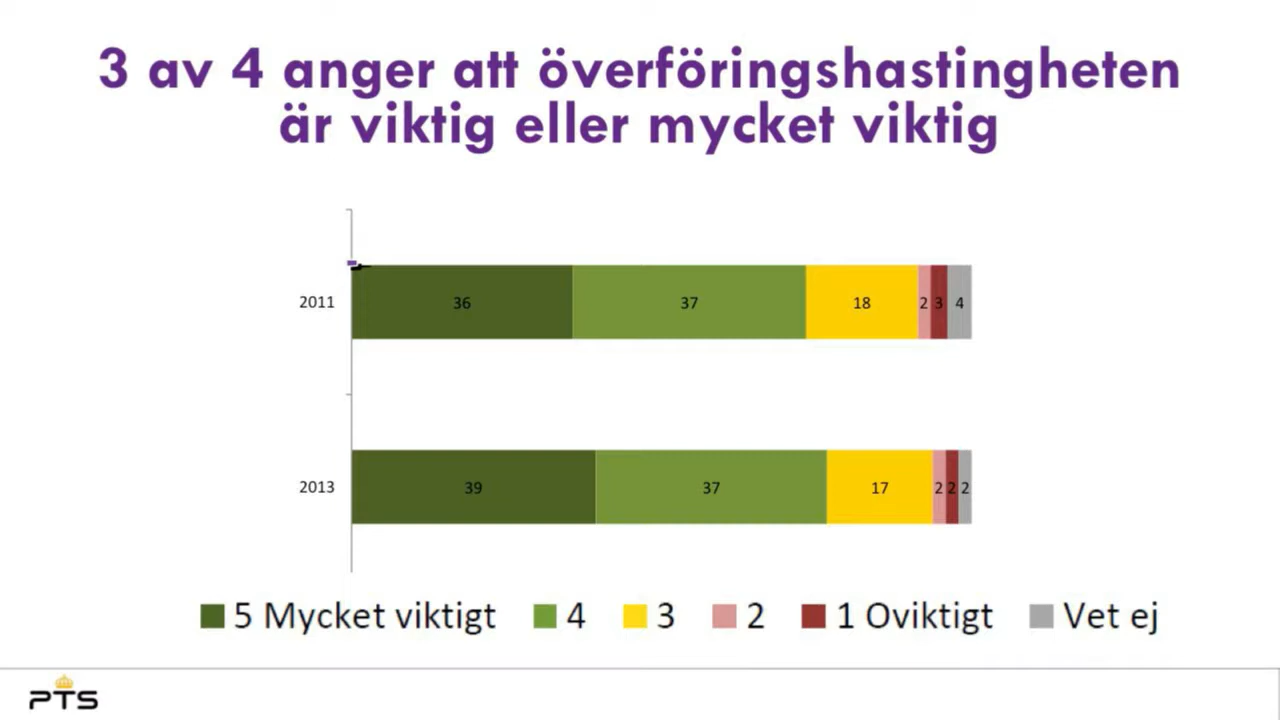 3 av 4 anger att överföringshastingheten
är viktig eller mycket viktig
2011
36
37
18
2
3
4
2013
39
37
17
2
2
2
5 Mycket viktigt
4
3
2
1 Oviktigt
Vet ej
PTS